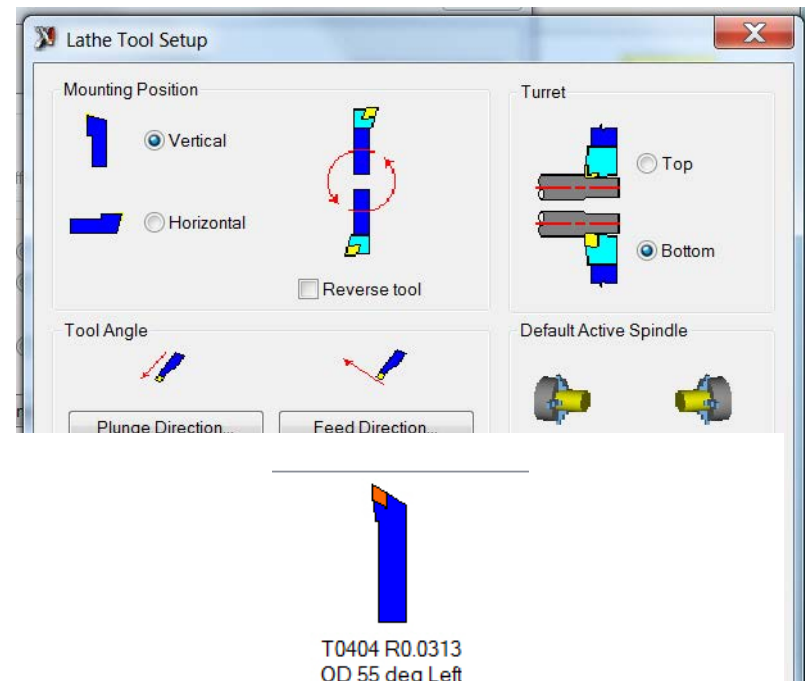 Lathe Tool Setup
Mounting Position
Vertical
Horizontal
Reverse tool
Turret
Top
Bottom
Tool Angle
Plunge Direction...
Feed Direction...
Default Active Spindle
T0404 R0.0313
OD 55 deg Left